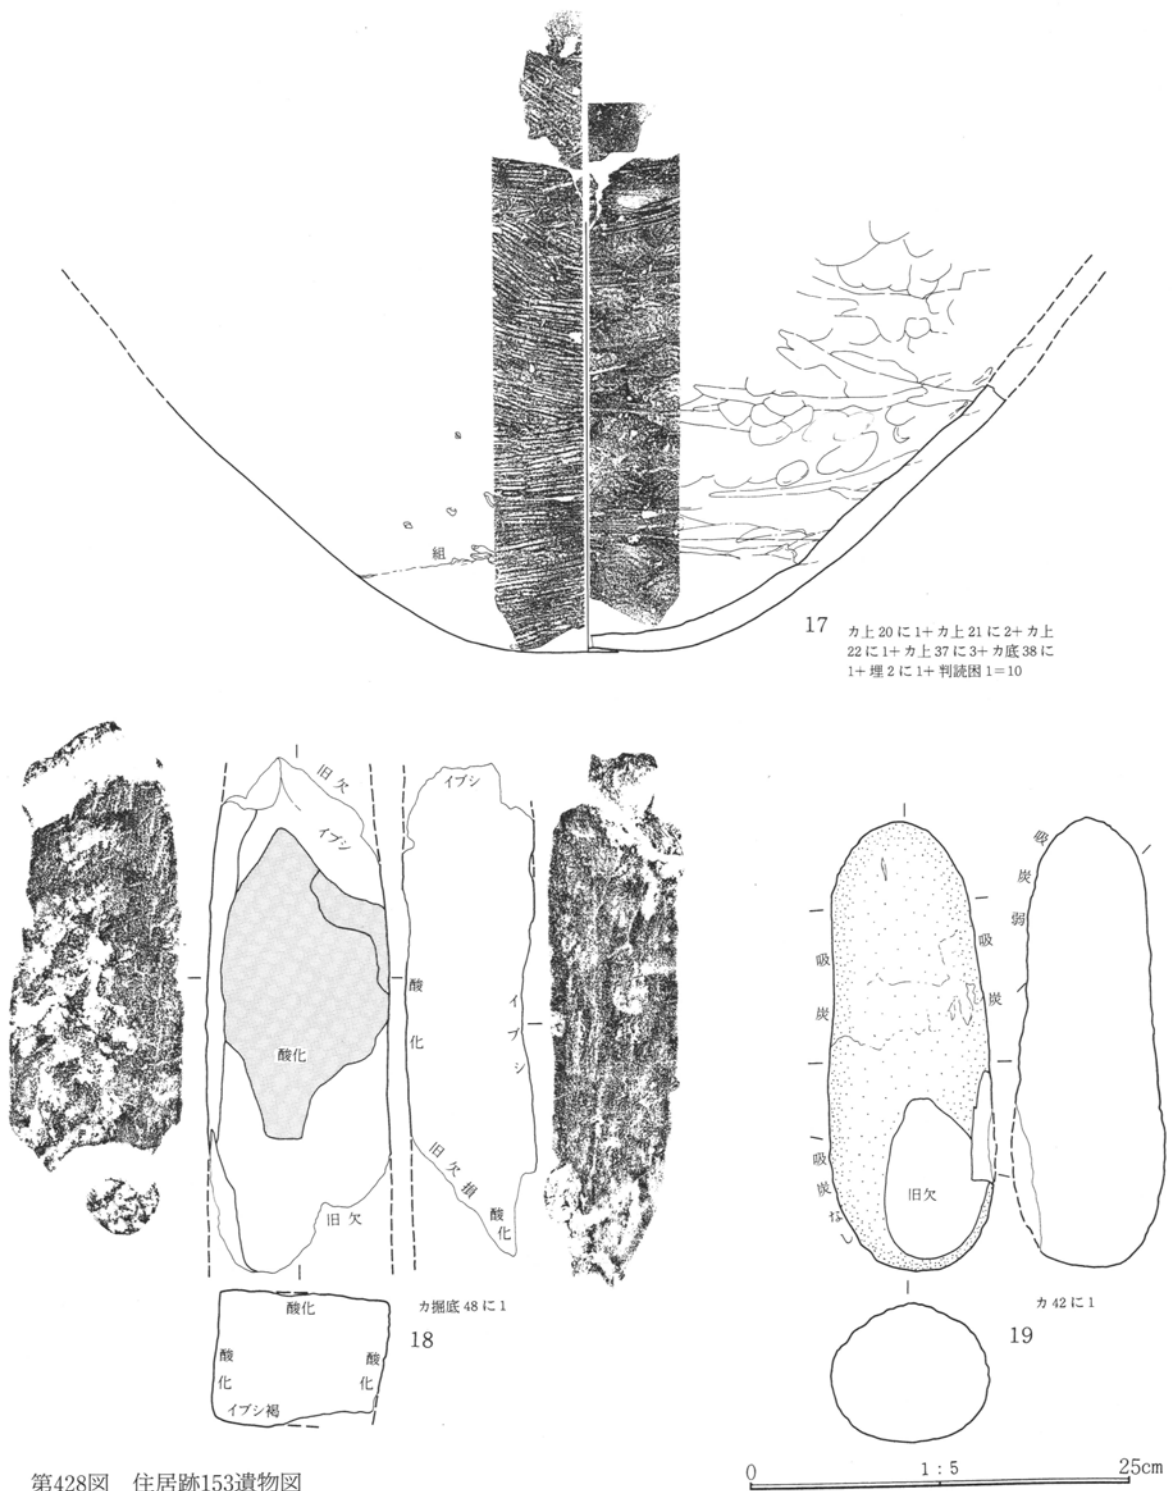 組
17
カ上 20 に 1+ カ上 21 に 2+ カ上
22 に 1+ カ上 37 に 3+ カ底 38 に
1+ 埋 2 に 1+ 判読困 1＝10
旧欠
イブシ
酸化
旧欠
イブシ
酸化
イブシ
旧欠損
酸化
酸化
酸化
酸化
イブシ褐
カ掘底 48 に 1
18
吸炭
吸炭なし
吸炭
旧欠
吸炭弱
カ 42 に 1
19
0 1：5 25cm
第428図 住居跡153遺物図